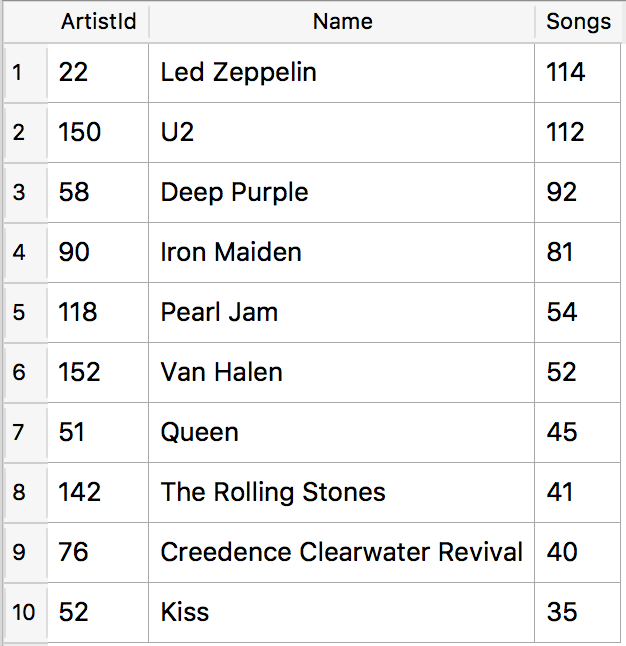 ArtistId Name Songs
1 22 Led Zeppelin 114
2 150 U2 112
3 58 Deep Purple 92
4 90 Iron Maiden 81
5 118 Pearl Jam 54
6 152 Van Halen 52
7 51 Queen 45
8 142 The Rolling Stones 41
9 76 Creedence Clearwater Revival 40
10 52 Kiss 35